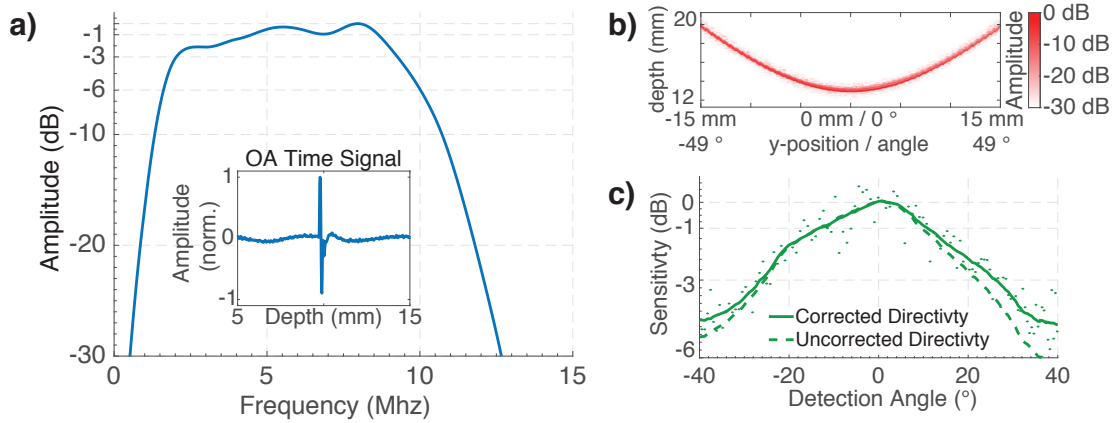 a)
-1
-3
-6
-10
-20
-30
Amplitude (dB)
0
5
10
15
Frequency (Mhz)
OA Time Signal
1
0
-1
Amplitude
(norm.)
5
15
Depth (mm)
b)
20
12
depth (mm)
-15 mm
0 mm / 0 °
15 mm
-49 °
y-position / angle
49 °
Amplitude
0 dB
-10 dB
-20 dB
-30 dB
c)
0
-1
-3
-6
Sensitivty (dB)
Corrected Directivty
Uncorrected Directivty
-40
-20
0
20
40
Detection Angle (°)